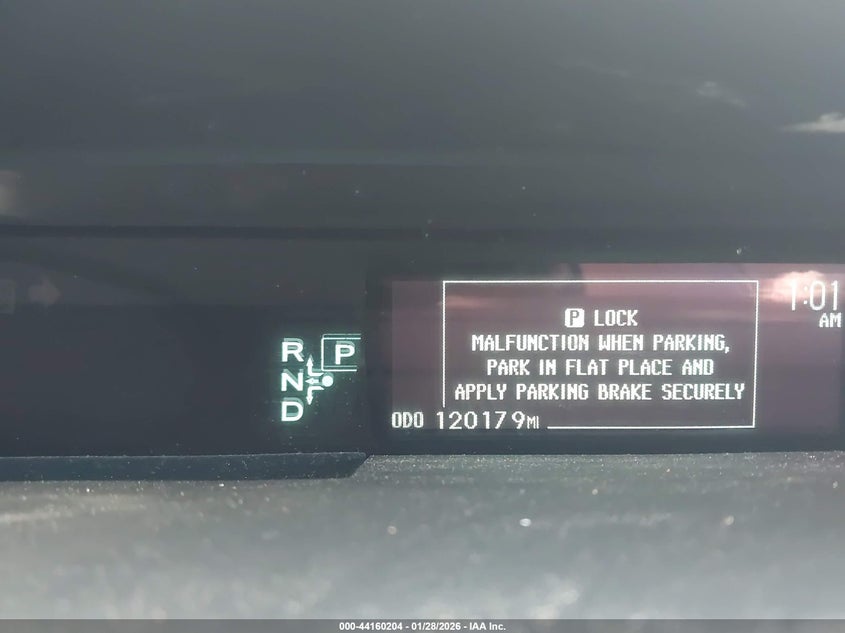 1:01
AM
P LOCK
MALFUNCTION WHEN PARKING,
PARK IN FLAT PLACE AND
APPLY PARKING BRAKE SECURELY
R P
N
D
ODO 120179MI
000-44160204 - 01/28/2026 - IAA Inc.